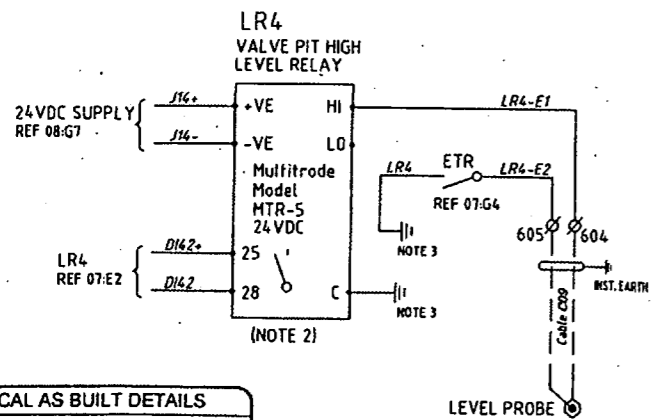 LR4
VALVE PIT HIGH
LEVEL RELAY
24VDC SUPPLY
REF 08:G7
J14+
J14-
+VE
-VE
HI
LO
Multitrode
Model
MTR-5
24VDC
LR4-E1
LR4
ETR
LR4-E2
REF 07:G4
NOTE 3
605
604
INST. EARTH
Cable C09
LR4
REF 07:E2
DI42+
DI42
25
28
C
NOTE 3
(NOTE 2)
LEVEL PROBE
CAL AS BUILT DETAILS